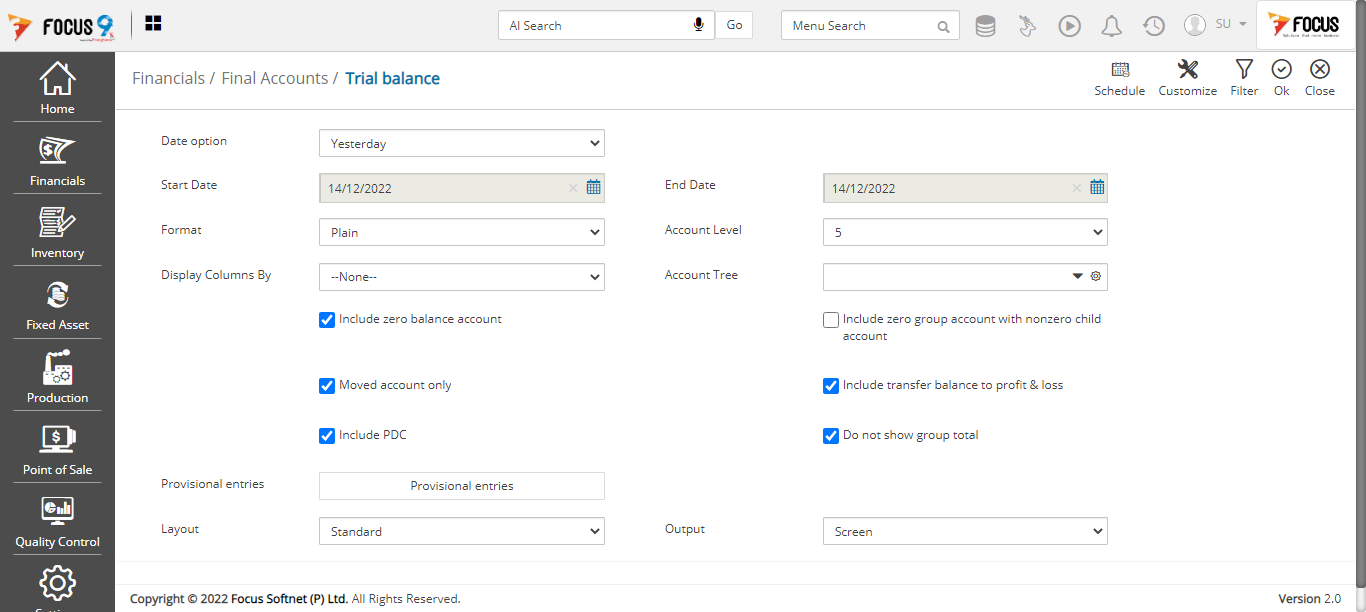 FOCUS 9
AI Search
Go
Menu Search
SU
FOCUS
Financials / Final Accounts / Trial balance
Schedule
Customize
Filter
Ok
Close
Home
Financials
Inventory
Fixed Asset
Production
Point of Sale
Quality Control
Date option
Yesterday
Start Date
14/12/2022
End Date
14/12/2022
Format
Plain
Account Level
5
Display Columns By
--None--
Account Tree
Include zero balance account
Include zero group account with nonzero child
account
Moved account only
Include transfer balance to profit & loss
Include PDC
Do not show group total
Provisional entries
Provisional entries
Layout
Standard
Output
Screen
Copyright © 2022 Focus Softnet (P) Ltd. All Rights Reserved.
Version 2.0